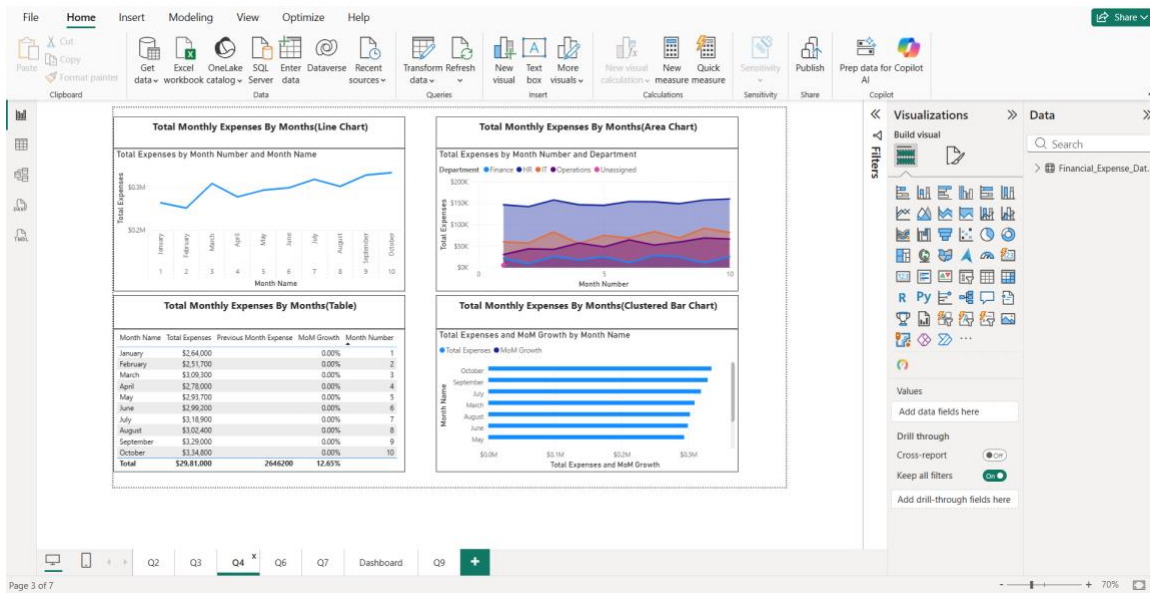 File Home Insert Modeling View Optimize Help
Share
Paste
Cut
Copy
Format painter
Get data
Excel workbook
OneLake catalog
SQL Server
Enter data
Dataverse
Recent sources
Transform data
Refresh
New visual
Text box
More visuals
New visual calculation
New measure
Quick measure
Sensitivity
Publish
Prep data for AI
Copilot
Clipboard Data Queries Insert Calculations Sensitivity Share Copilot
Total Monthly Expenses By Months(Line Chart)
Total Expenses by Month Number and Month Name
Total Expenses
$0.3M
$0.2M
January February March April May June July August September October
1 2 3 4 5 6 7 8 9 10
Month Name
Total Monthly Expenses By Months(Area Chart)
Total Expenses by Month Number and Department
Department Finance HR IT Operations Unassigned
Total Expenses
$200K
$150K
$100K
$50K
$0K
0 5 10
Month Number
Total Monthly Expenses By Months(Table)
Month Name Total Expenses Previous Month Expense MoM Growth Month Number
January $2,64,000 0.00% 1
February $2,51,700 0.00% 2
March $3,09,300 0.00% 3
April $2,78,000 0.00% 4
May $2,93,700 0.00% 5
June $2,99,200 0.00% 6
July $3,18,900 0.00% 7
August $3,02,400 0.00% 8
September $3,29,000 0.00% 9
October $3,34,800 0.00% 10
Total $29,81,000 2646200 12.65%
Total Monthly Expenses By Months(Clustered Bar Chart)
Total Expenses and MoM Growth by Month Name
Total Expenses MoM Growth
Month Name
October
September
July
March
August
June
May
$0.0M $0.1M $0.2M $0.3M
Total Expenses and MoM Growth
Filters
Visualizations
Build visual
R Py
Values
Add data fields here
Drill through
Cross-report Off
Keep all filters On
Add drill-through fields here
Data
Search
Financial_Expense_Dat.
Q2 Q3 Q4 x Q6 Q7 Dashboard Q9 +
Page 3 of 7
- + 70%